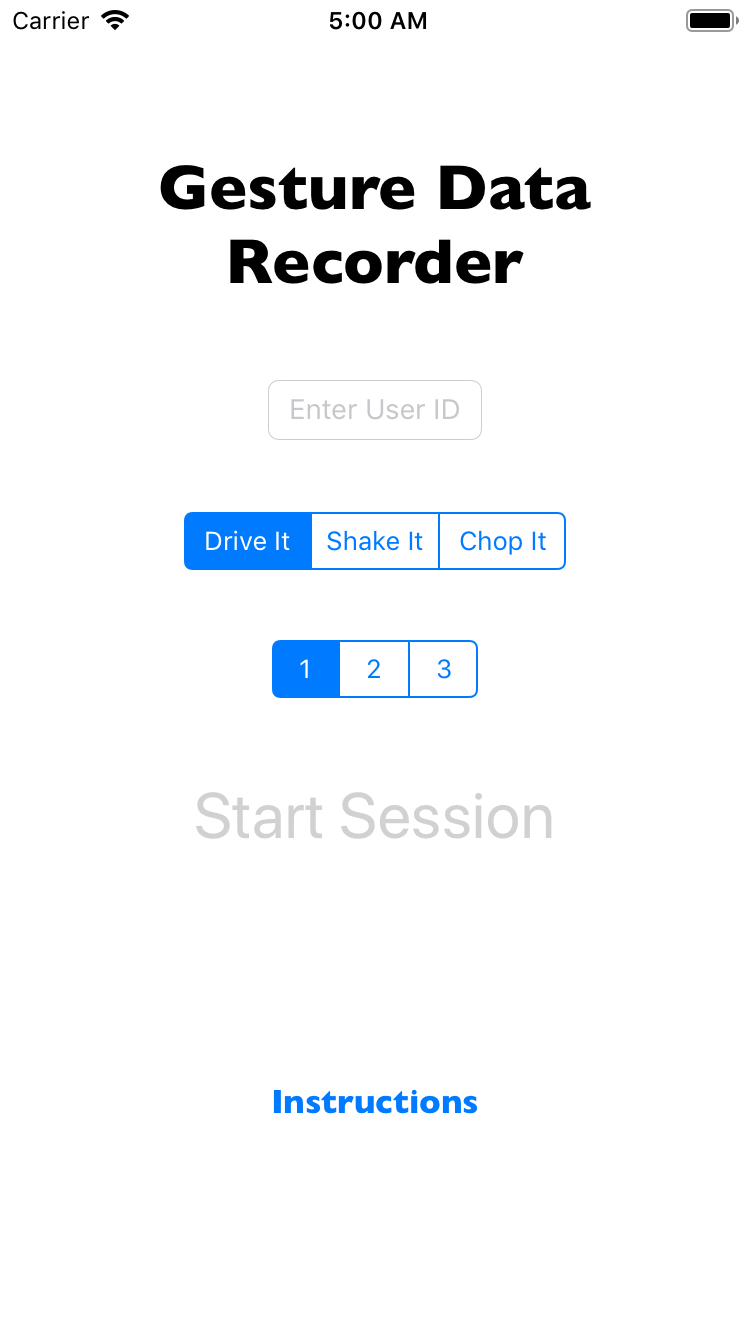 Carrier 5:00 AM
Gesture Data
Recorder
Enter User ID
Drive It Shake It Chop It
1 2 3
Start Session
Instructions